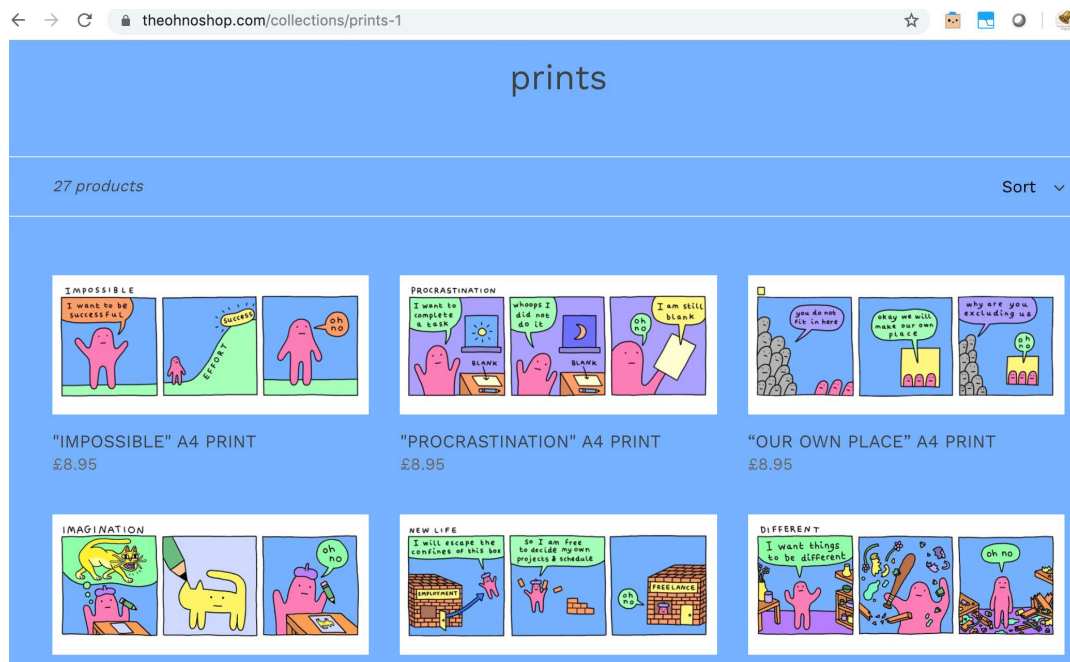 theohnoshop.com/collections/prints-1
prints
27 products
Sort
IMPOSSIBLE
I want to be
successful
SUCCESS
EFFORT
oh
no
PROCRASTINATION
I want to
complete
a task
BLANK
whoops I
did not
do it
BLANK
I am still
blank
oh
no
you do not
fit in here
okay we will
make our own
place
why are you
excluding us
oh
no
"IMPOSSIBLE" A4 PRINT
£8.95
"PROCRASTINATION" A4 PRINT
£8.95
“OUR OWN PLACE” A4 PRINT
£8.95
IMAGINATION
oh
no
NEW LIFE
I will escape the
confines of this box
EMPLOYMENT
So I am free
to decide my own
projects & schedule
oh
no
FREELANCE
DIFFERENT
I want things
to be different
oh no